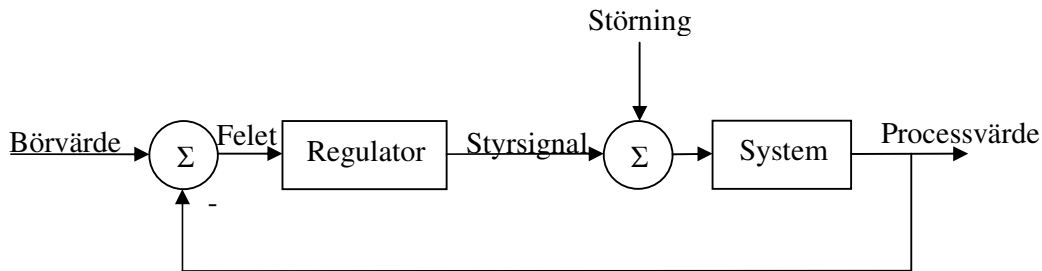 Störning
Börvärde
Σ
Felet
Regulator
Styrsignal
Σ
System
Processvärde
-